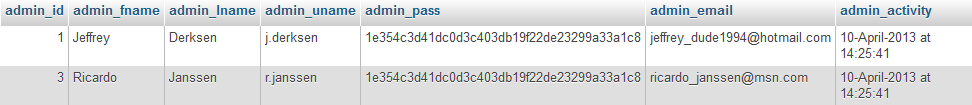 admin_id admin_fname admin_lname admin_uname admin_pass admin_email admin_activity
1 Jeffrey Derksen j.derksen 1e354c3d41dc0d3c403db19f22de23299a33a1c8 jeffrey_dude1994@hotmail.com 10-April-2013 at
14:25:41
3 Ricardo Janssen r.janssen 1e354c3d41dc0d3c403db19f22de23299a33a1c8 ricardo_janssen@msn.com 10-April-2013 at
14:25:41